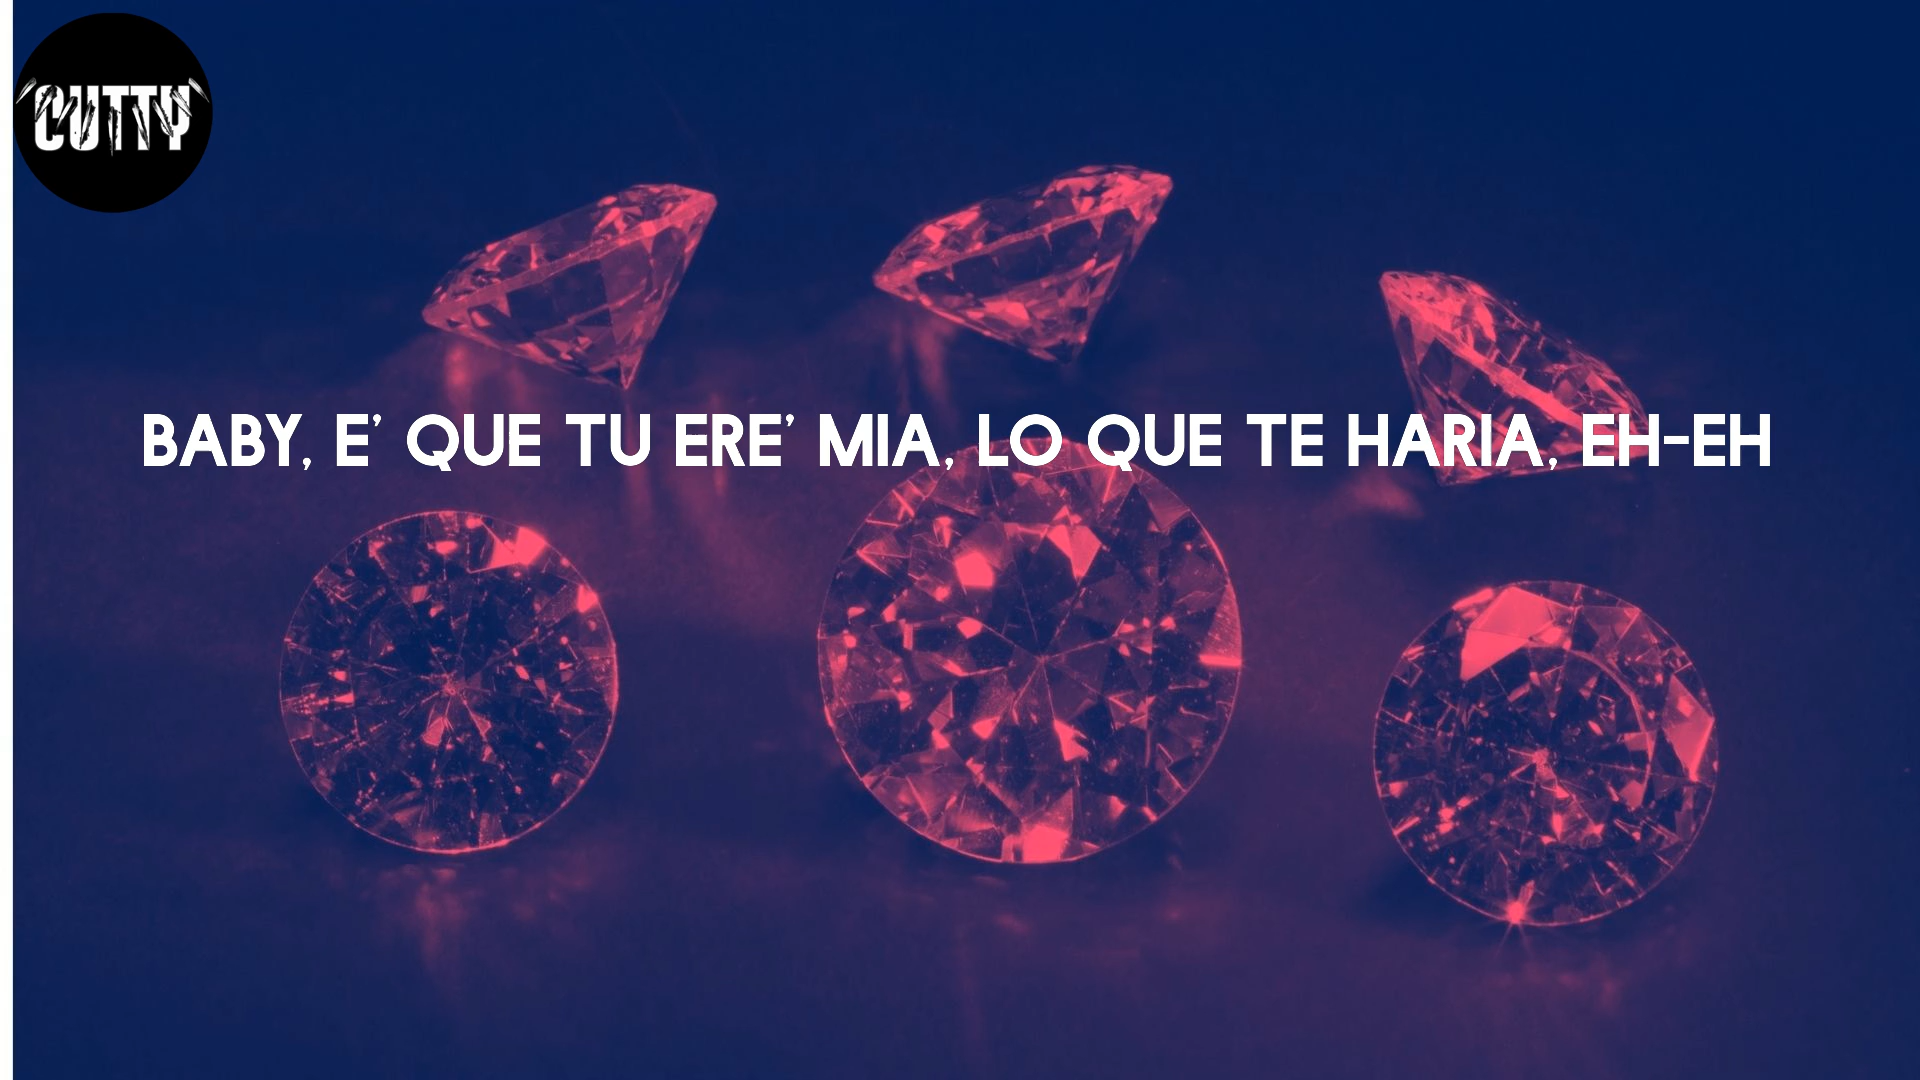 CUTTY
BABY, E' QUE TU ERE' MIA, LO QUE TE HARIA, EH-EH